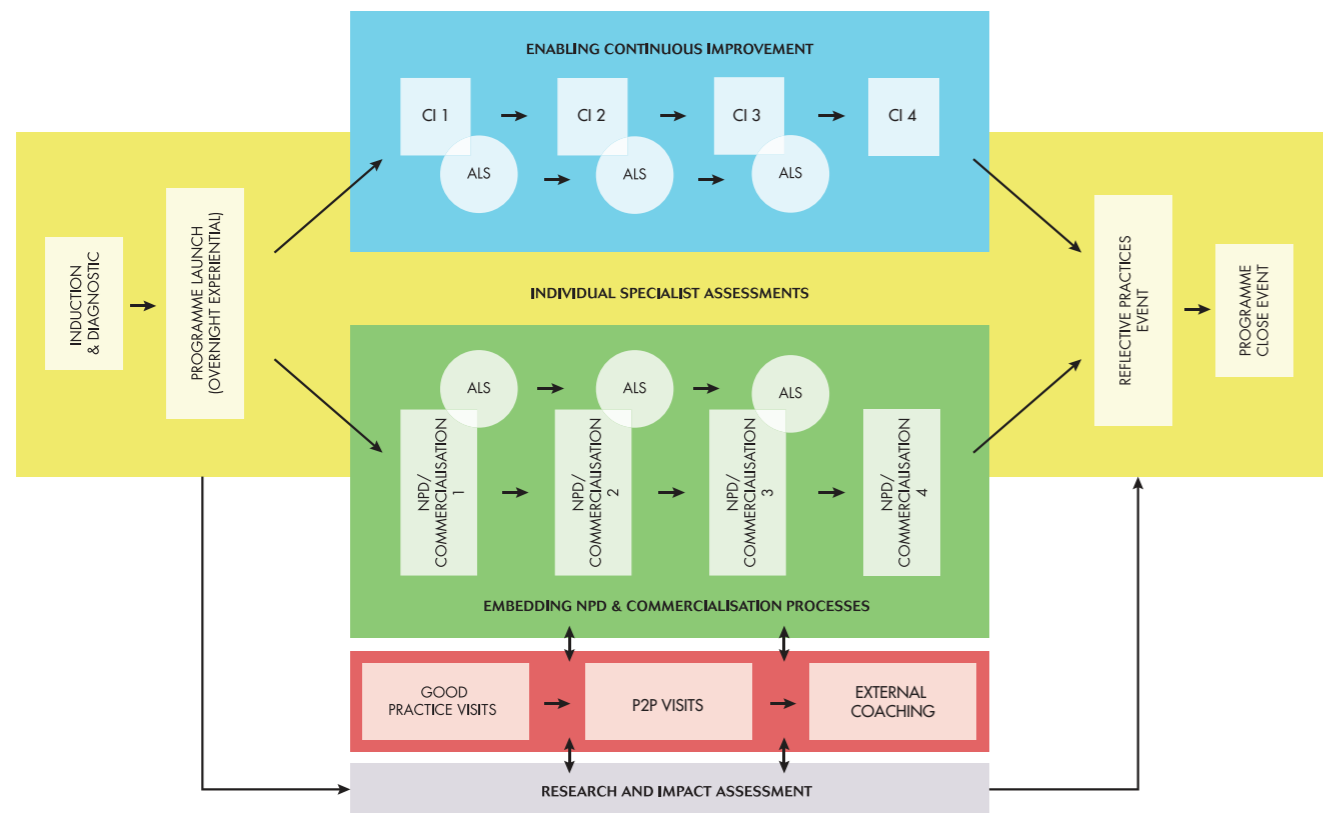 ENABLING CONTINUOUS IMPROVEMENT
CI 1
CI 2
CI 3
CI 4
ALS
ALS
ALS
INDUCTION
& DIAGNOSTIC
PROGRAMME LAUNCH
(OVERNIGHT EXPERIENTIAL)
INDIVIDUAL SPECIALIST ASSESSMENTS
REFLECTIVE PRACTICES
EVENT
PROGRAMME
CLOSE EVENT
ALS
ALS
ALS
NPD/
COMMERCIALISATION
1
NPD/
COMMERCIALISATION
2
NPD/
COMMERCIALISATION
3
NPD/
COMMERCIALISATION
4
EMBEDDING NPD & COMMERCIALISATION PROCESSES
GOOD
PRACTICE VISITS
P2P VISITS
EXTERNAL
COACHING
RESEARCH AND IMPACT ASSESSMENT